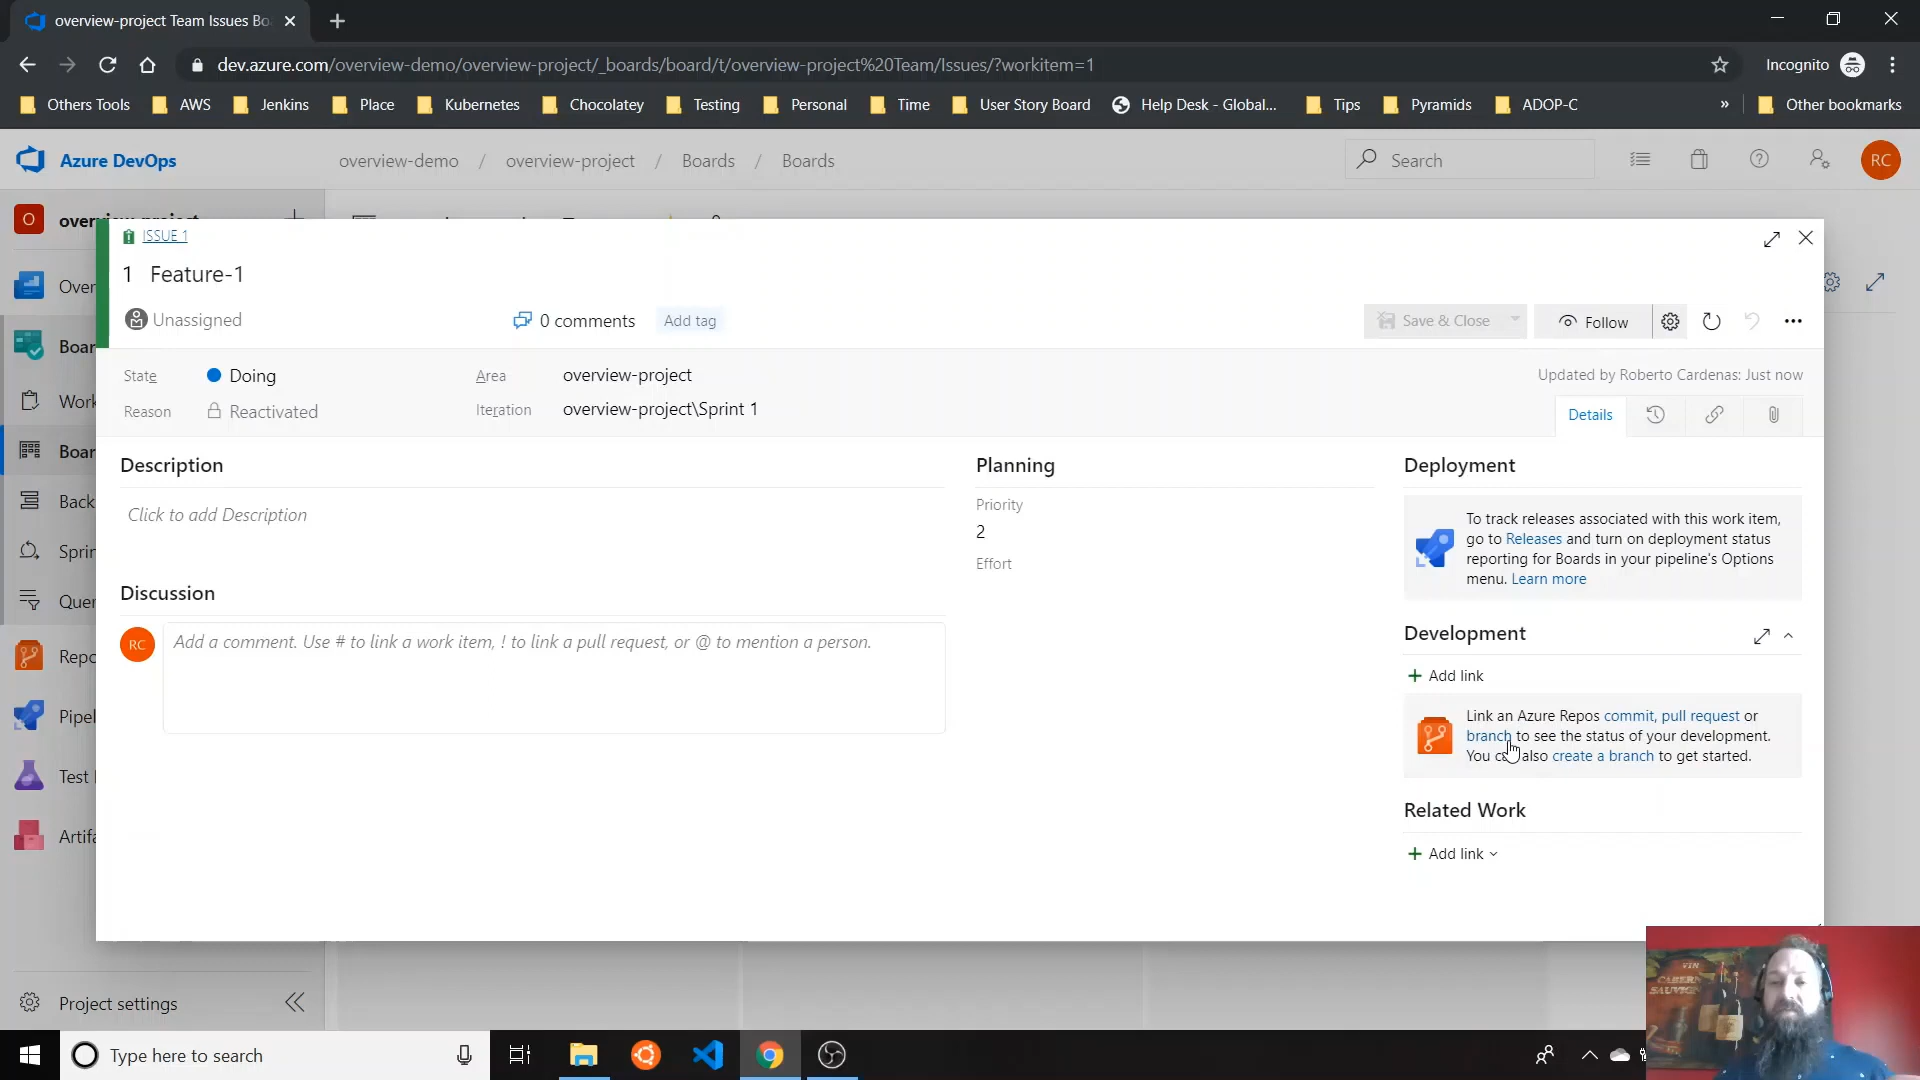 overview-project Team Issues Bo
dev.azure.com/overview-demo/overview-project/_boards/board/t/overview-project%20Team/Issues/?workitem=1
Incognito
Others Tools
AWS
Jenkins
Place
Kubernetes
Chocolatey
Testing
Personal
Time
User Story Board
Help Desk - Global...
Tips
Pyramids
ADOP-C
»
Other bookmarks
Azure DevOps
overview-demo / overview-project / Boards / Boards
Search
RC
O
ISSUE 1
1 Feature-1
Unassigned
0 comments
Add tag
Save & Close
Follow
State
Doing
Area
overview-project
Updated by Roberto Cardenas: Just now
Reason
Reactivated
Iteration
overview-project\Sprint 1
Details
Description
Click to add Description
Planning
Priority
2
Effort
Deployment
To track releases associated with this work item,
go to Releases and turn on deployment status
reporting for Boards in your pipeline's Options
menu. Learn more
Discussion
RC
Add a comment. Use # to link a work item, ! to link a pull request, or @ to mention a person.
Development
+ Add link
Link an Azure Repos commit, pull request or
branch to see the status of your development.
You also create a branch to get started.
Related Work
+ Add link
Over
Boar
Work
Boar
Back
Sprin
Quer
Repo
Pipel
Test
Artifa
Project settings
VIN
CABERN
SAUVIGN
Type here to search